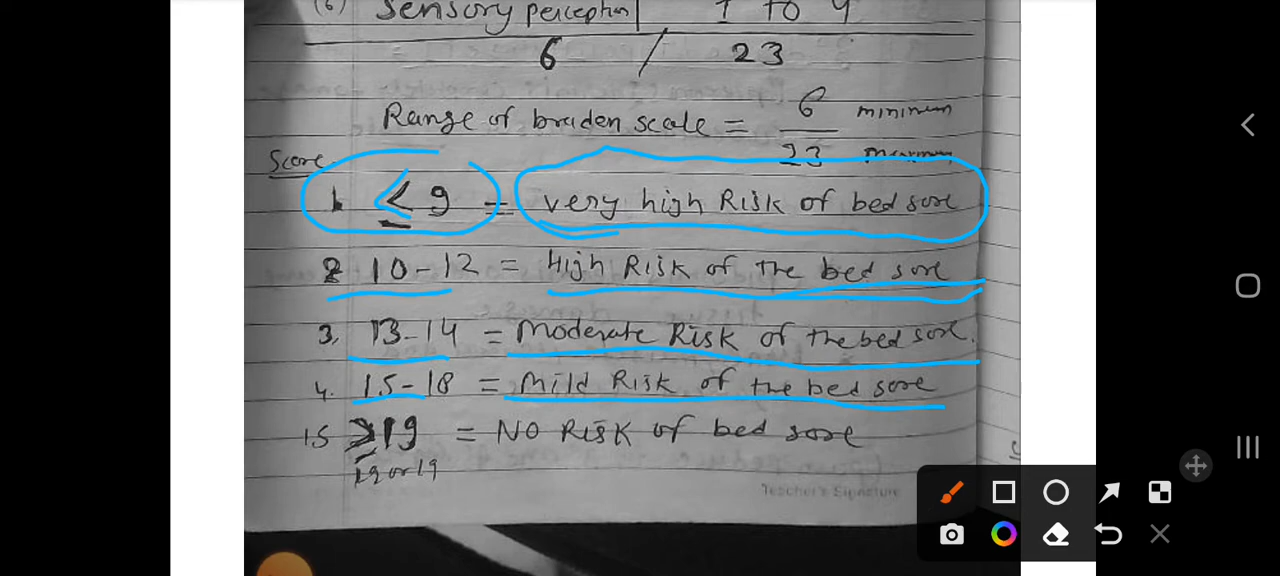 (6) Sensory perception 1 to 4
6 / 23
Range of braden scale = 6 minimum
23 maximum
Score
1. ≤ 9 = very high Risk of bed sore
2 10-12 = High Risk of the bed sore
3. 13-14 = Moderate Risk of the bed sore.
4. 15-18 = Mild Risk of the bed sore
1.5 ≥19 = NO RISK of bed sore
19 or 19
Teacher's Signature